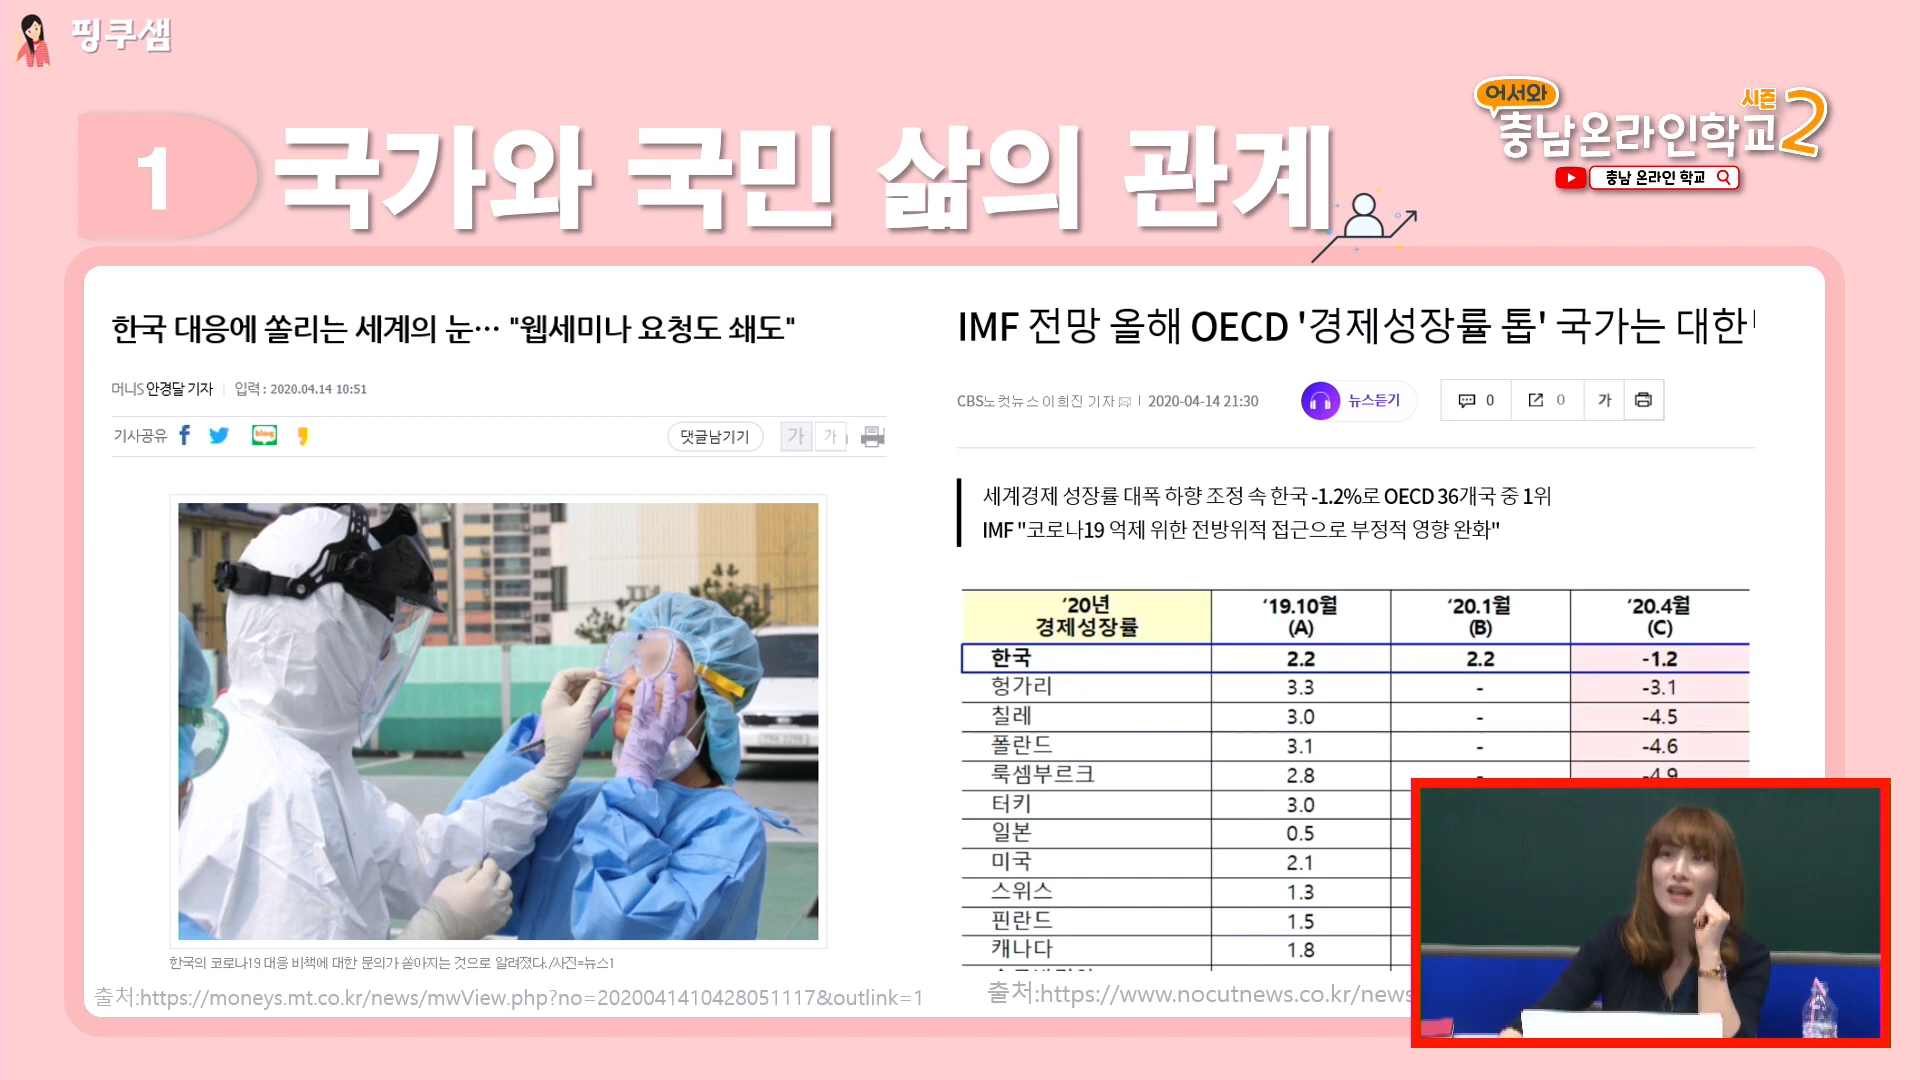 핑쿠샘
어서와
시즌2
충남온라인학교
충남 온라인 학교
1
국가와 국민 삶의 관계
한국 대응에 쏠리는 세계의 눈… "웹세미나 요청도 쇄도"
머니S 안경달 기자 | 입력 : 2020.04.14 10:51
기사공유
blog
댓글남기기
가
가
한국의 코로나19 대응 비책에 대한 문의가 쏟아지는 것으로 알려졌다./사진=뉴스1
출처:https://moneys.mt.co.kr/news/mwView.php?no=2020041410428051117&outlink=1
IMF 전망 올해 OECD '경제성장률 톱' 국가는 대한
CBS노컷뉴스 이희진 기자 | 2020-04-14 21:30
뉴스듣기
0
0
가
세계경제 성장률 대폭 하향 조정 속 한국 -1.2%로 OECD 36개국 중 1위
IMF "코로나19 억제 위한 전방위적 접근으로 부정적 영향 완화"
‘20년 경제성장률 ‘19.10월 (A) ‘20.1월 (B) ‘20.4월 (C)
한국 2.2 2.2 -1.2
헝가리 3.3 - -3.1
칠레 3.0 - -4.5
폴란드 3.1 - -4.6
룩셈부르크 2.8 - -4.9
터키 3.0
일본 0.5
미국 2.1
스위스 1.3
핀란드 1.5
캐나다 1.8
출처:https://www.nocutnews.co.kr/news